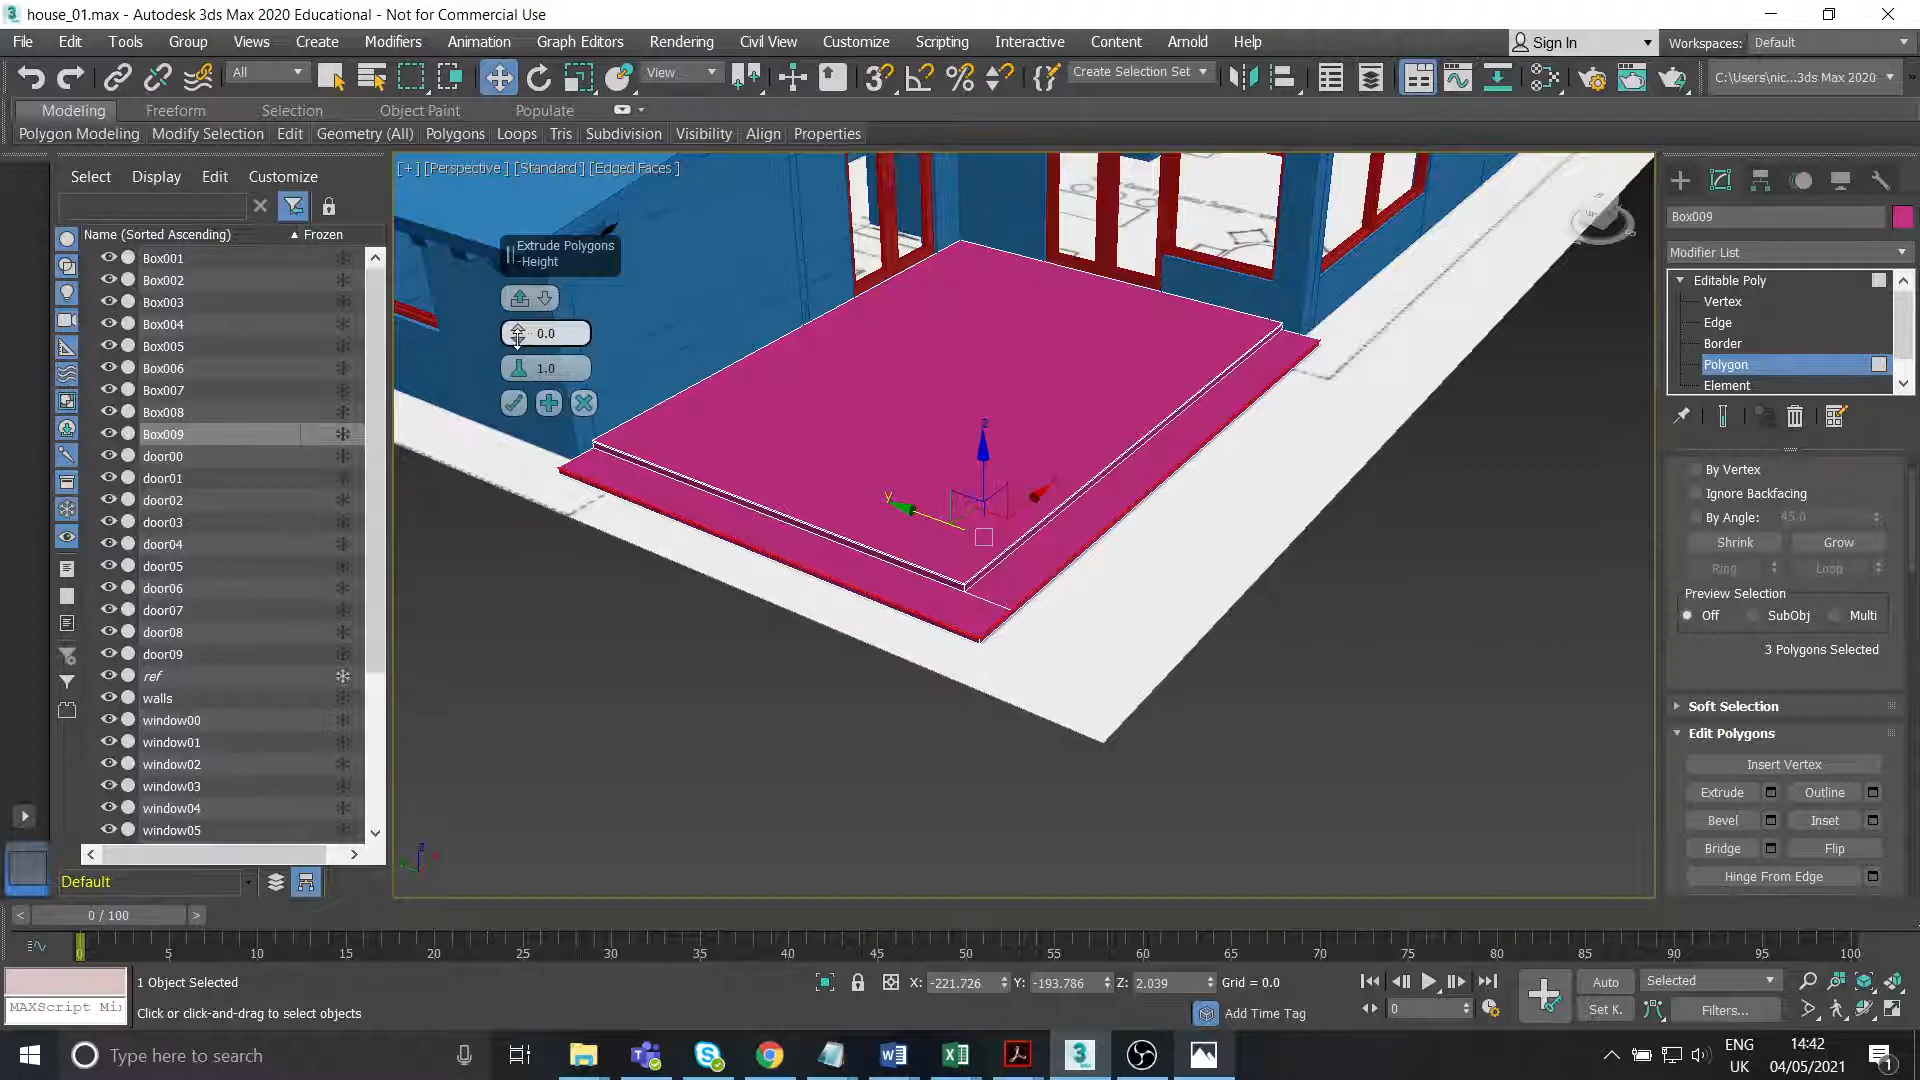 house_01.max - Autodesk 3ds Max 2020 Educational - Not for Commercial Use
File Edit Tools Group Views Create Modifiers Animation Graph Editors Rendering Civil View Customize Scripting Interactive Content Arnold Help Sign In Workspaces: Default
All View Create Selection Set C:\Users\nic...3ds Max 2020
Modeling Freeform Selection Object Paint Populate
Polygon Modeling Modify Selection Edit Geometry (All) Polygons Loops Tris Subdivision Visibility Align Properties
Select Display Edit Customize
Name (Sorted Ascending) Frozen
Box001
Box002
Box003
Box004
Box005
Box006
Box007
Box008
Box009
door00
door01
door02
door03
door04
door05
door06
door07
door08
door09
ref
walls
window00
window01
window02
window03
window04
window05
Default
[+] [Perspective ] [Standard ] [Edged Faces ]
Extrude Polygons
-Height
0.0
1.0
z
y
z
Box009
Modifier List
Editable Poly
Vertex
Edge
Border
Polygon
Element
By Vertex
Ignore Backfacing
By Angle: 45.0
Shrink Grow
Ring Loop
Preview Selection
Off SubObj Multi
3 Polygons Selected
Soft Selection
Edit Polygons
Insert Vertex
Extrude Outline
Bevel Inset
Bridge Flip
Hinge From Edge
< 0 / 100 >
0 5 10 15 20 25 30 35 40 45 50 55 60 65 70 75 80 85 90 95 100
1 Object Selected X: -221.726 Y: -193.786 Z: 2.039 Grid = 0.0 Auto Selected
MAXScript Mi: Click or click-and-drag to select objects Add Time Tag 0 Set K. Filters...
Type here to search
ENG
UK
14:42
04/05/2021
1